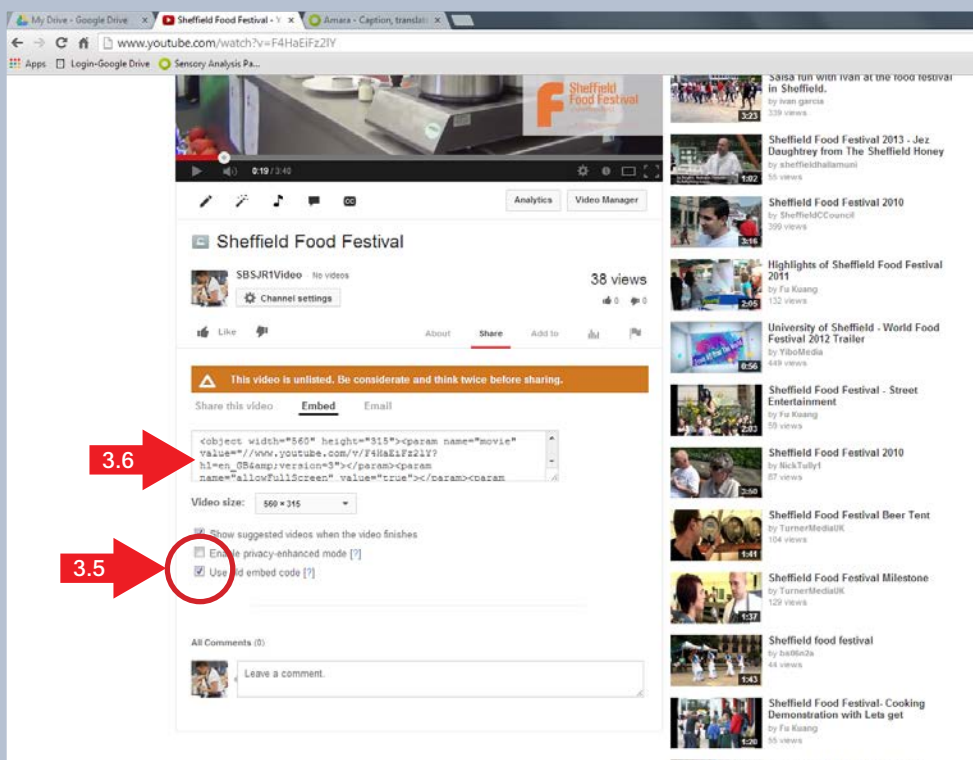 My Drive - Google Drive
Sheffield Food Festival - Y
Amara - Caption, translat
www.youtube.com/watch?v=F4HaEiFz2lY
Apps
Login-Google Drive
Sensory Analysis Pa...
Sheffield
Food Festival
0:19 / 3:40
Analytics
Video Manager
Sheffield Food Festival
SBSJR1Video
No videos
Channel settings
38 views
0
0
Like
About
Share
Add to
This video is unlisted. Be considerate and think twice before sharing.
Share this video
Embed
Email
3.6
<object width="560" height="315"><param name="movie"
value="//www.youtube.com/v/F4HaEiFz2lY?
hl=en_GB&amp;version=3"></param><param
name="allowFullScreen" value="true"></param><param
Video size:
560 × 315
Show suggested videos when the video finishes
Enable privacy-enhanced mode [?]
3.5
Use old embed code [?]
All Comments (0)
Leave a comment.
Salsa fun with Ivan at the food festival
in Sheffield.
by ivan garcia
339 views
3:23
Sheffield Food Festival 2013 - Jez
Daughtrey from The Sheffield Honey
by sheffieldhallamuni
55 views
1:02
Sheffield Food Festival 2010
by SheffieldCCouncil
399 views
3:16
Highlights of Sheffield Food Festival
2011
by Fu Kuang
132 views
2:05
University of Sheffield - World Food
Festival 2012 Trailer
by YiboMedia
449 views
0:56
Sheffield Food Festival - Street
Entertainment
by Fu Kuang
59 views
2:03
Sheffield Food Festival 2010
by NickTully1
87 views
3:50
Sheffield Food Festival Beer Tent
by TurnerMediaUK
104 views
1:41
Sheffield Food Festival Milestone
by TurnerMediaUK
129 views
1:37
Sheffield food festival
by bs06n2a
44 views
1:43
Sheffield Food Festival- Cooking
Demonstration with Lets get
by Fu Kuang
55 views
1:20